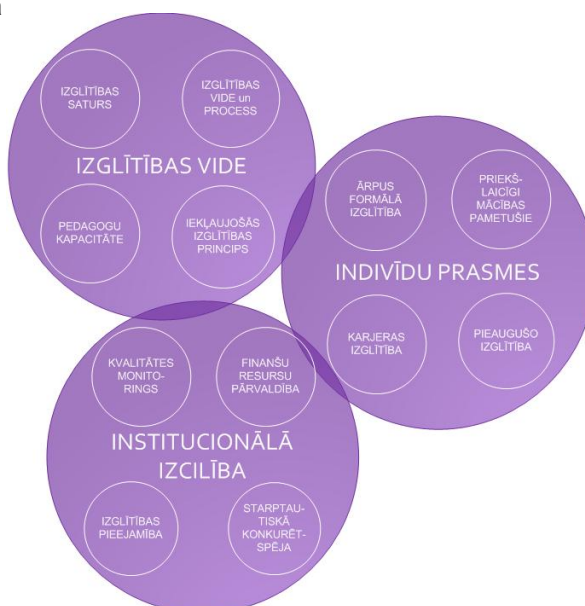 IZGLĪTĪBAS
SATURS
IZGLĪTĪBAS
VIDE un
PROCESS
IZGLĪTĪBAS VIDE
PEDAGOGU
KAPACITĀTE
IEKĻAUJOŠĀS
IZGLĪTĪBAS
PRINCIPS
ĀRPUS
FORMĀLĀ
IZGLĪTĪBA
PRIEKŠ-
LAICĪGI
MĀCĪBAS
PAMETUŠIE
INDIVĪDU PRASMES
KARJERAS
IZGLĪTĪBA
PIEAUGUŠO
IZGLĪTĪBA
KVALITĀTES
MONITO-
RINGS
FINANŠU
RESURSU
PĀRVALDĪBA
INSTITUCIONĀLĀ
IZCILĪBA
IZGLĪTĪBAS
PIEEJAMĪBA
STARPTAU-
TISKĀ
KONKURĒT-
SPĒJA